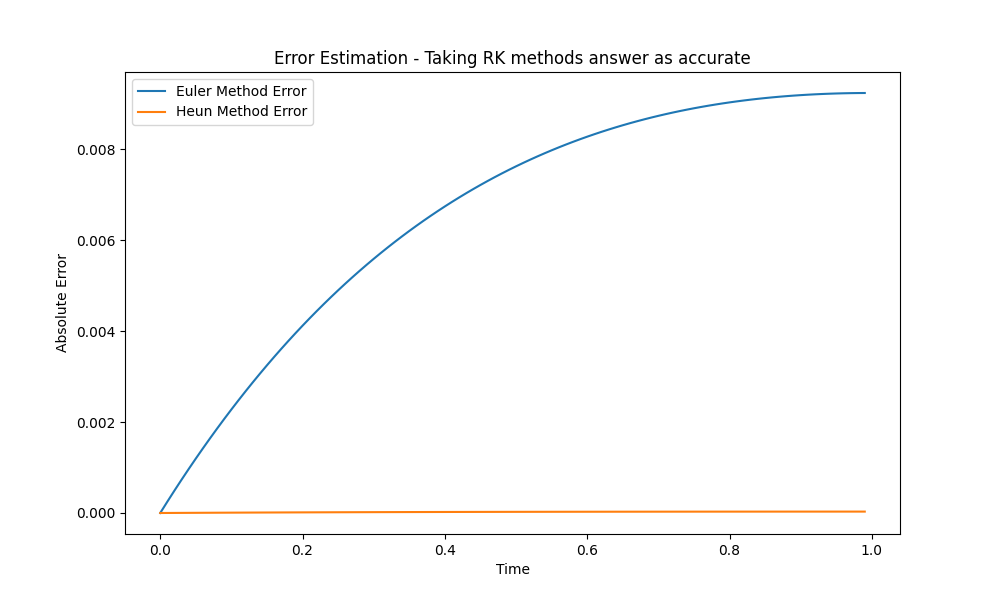 Error Estimation - Taking RK methods answer as accurate
Euler Method Error
Heun Method Error
Absolute Error
0.008
0.006
0.004
0.002
0.000
0.0 0.2 0.4 0.6 0.8 1.0
Time